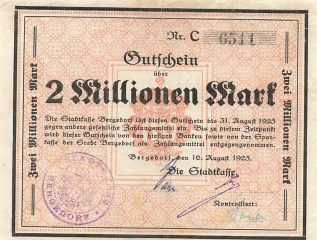 Nr. C 6511
Gutschein
über
2 Millionen Mark
Die Stadtkasse Bergedorf löst diesen Gutschein bis 31. August 1923
gegen andere gesetzliche Zahlungsmittel ein. Bis zu diesem Zeitpunkt
wird dieser Gutschein von den hiesigen Banken sowie von der Spar-
kasse der Stadt Bergedorf als Zahlungsmittel entgegengenommen.
Bergedorf, den 16. August 1923.
Die Stadtkasse
Kontrolliert:
Zwei Millionen Mark
Zwei Millionen Mark
BERGEDORF